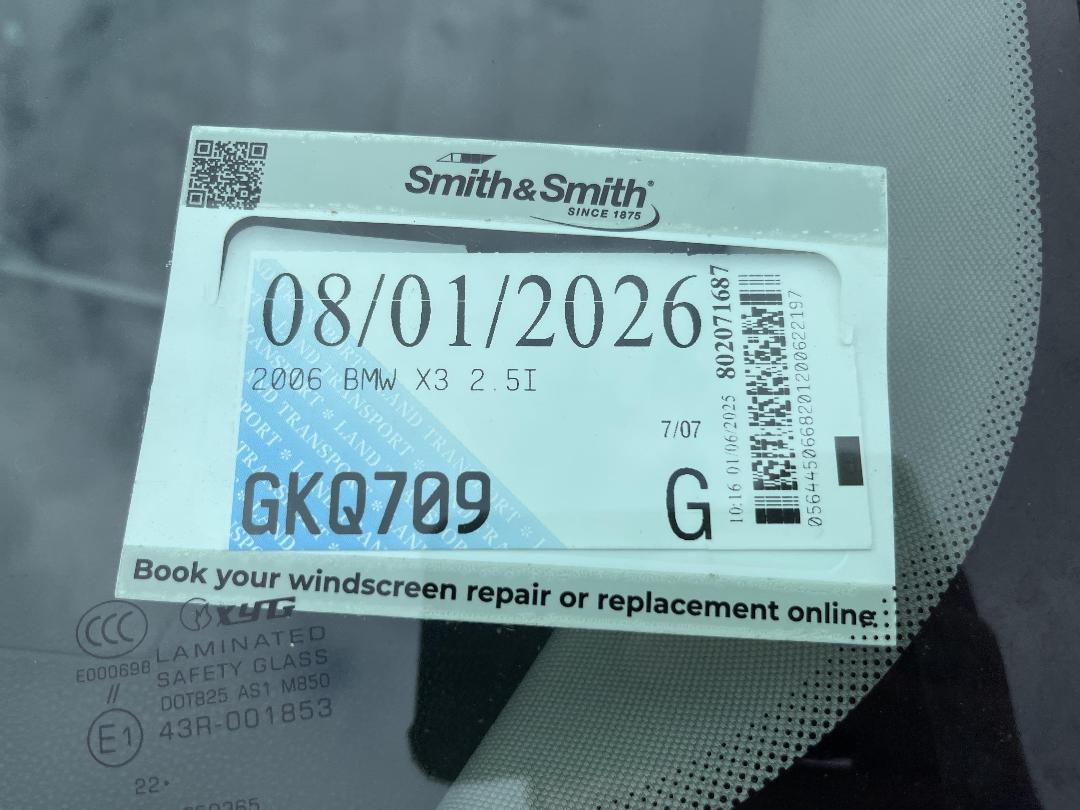 Smith&Smith®
SINCE 1875
08/01/2026
2006 BMW X3 2.5I
7/07
GKQ709
G
802071687
10:16 01/06/2025
Book your windscreen repair or replacement online
CCC
E000698
//
E1
XYG
LAMINATED
SAFETY GLASS
DOT825 AS1 M850
43R-001853
22